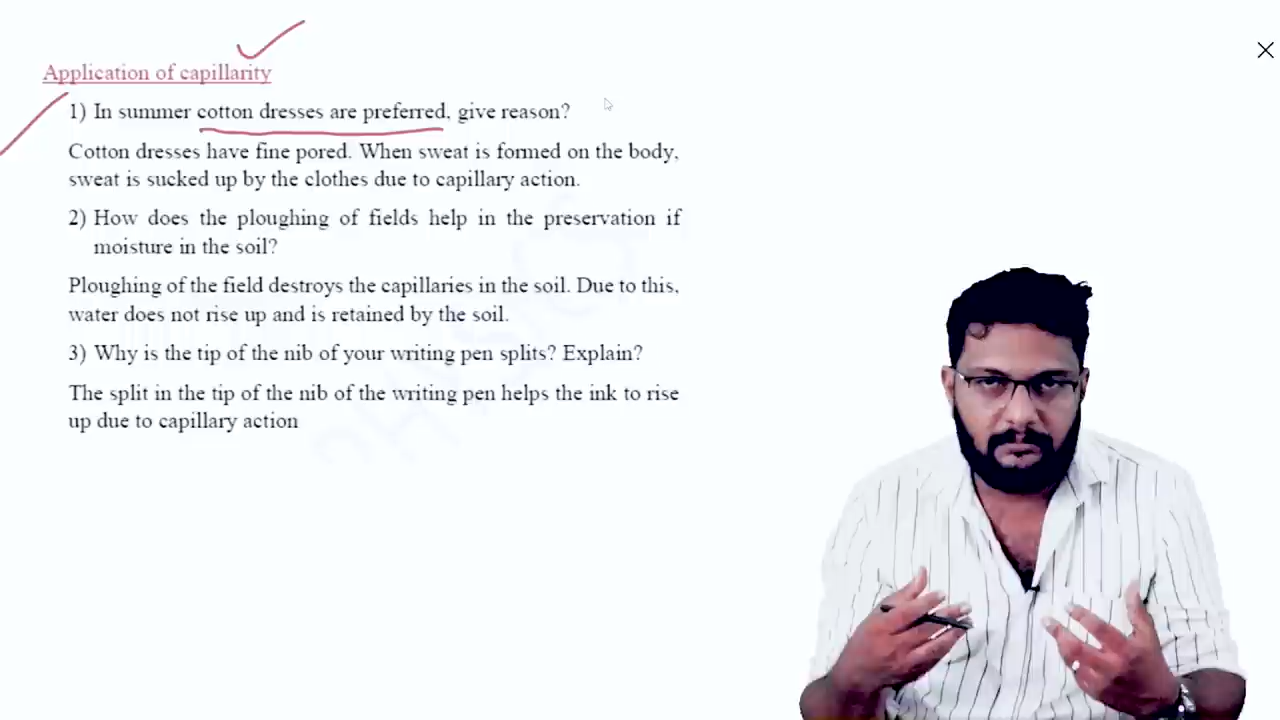 Application of capillarity
1) In summer cotton dresses are preferred, give reason?
Cotton dresses have fine pored. When sweat is formed on the body,
sweat is sucked up by the clothes due to capillary action.
2) How does the ploughing of fields help in the preservation if
moisture in the soil?
Ploughing of the field destroys the capillaries in the soil. Due to this,
water does not rise up and is retained by the soil.
3) Why is the tip of the nib of your writing pen splits? Explain?
The split in the tip of the nib of the writing pen helps the ink to rise
up due to capillary action